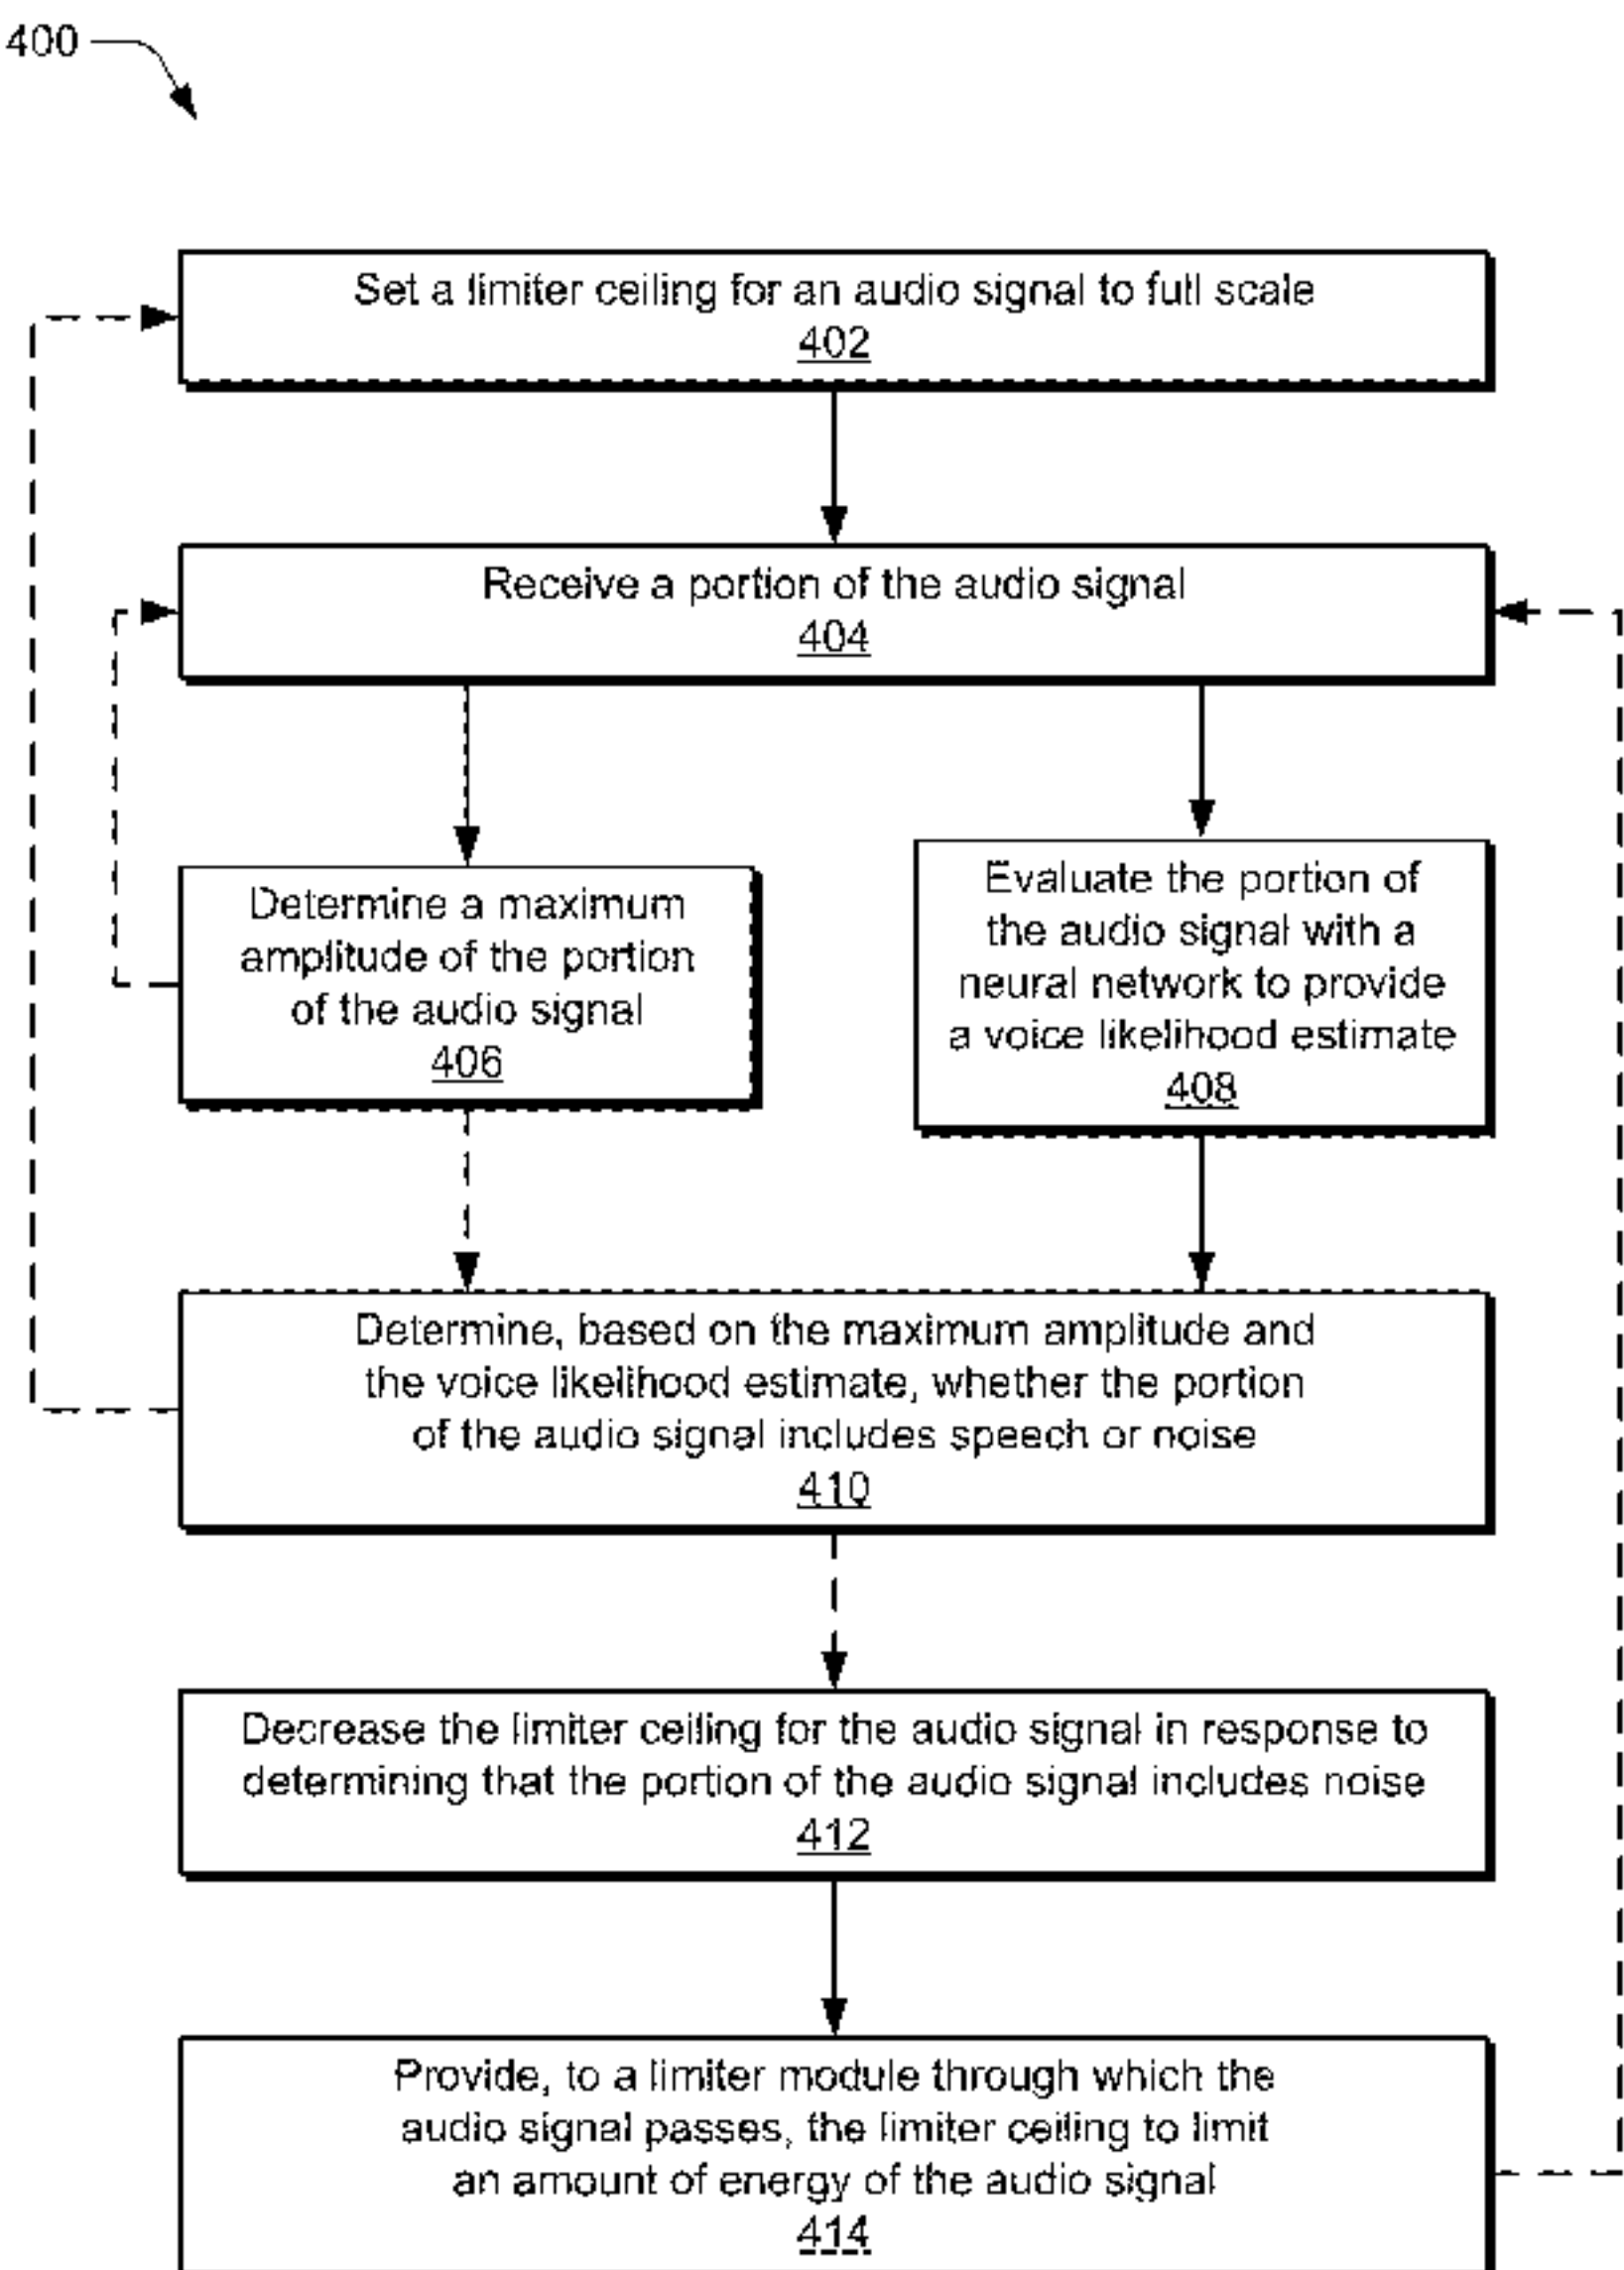 400
Set a limiter ceiling for an audio signal to full scale
402
Receive a portion of the audio signal
404
Determine a maximum
amplitude of the portion
of the audio signal
406
Evaluate the portion of
the audio signal with a
neural network to provide
a voice likelihood estimate
408
Determine, based on the maximum amplitude and
the voice likelihood estimate, whether the portion
of the audio signal includes speech or noise
410
Decrease the limiter ceiling for the audio signal in response to
determining that the portion of the audio signal includes noise
412
Provide, to a limiter module through which the
audio signal passes, the limiter ceiling to limit
an amount of energy of the audio signal
414